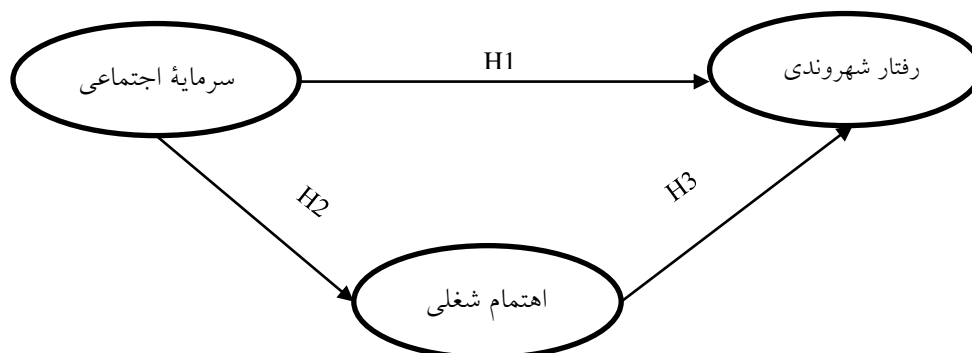 سرمایهٔ اجتماعی
H1
رفتار شهروندی
H2
H3
اهتمام شغلی